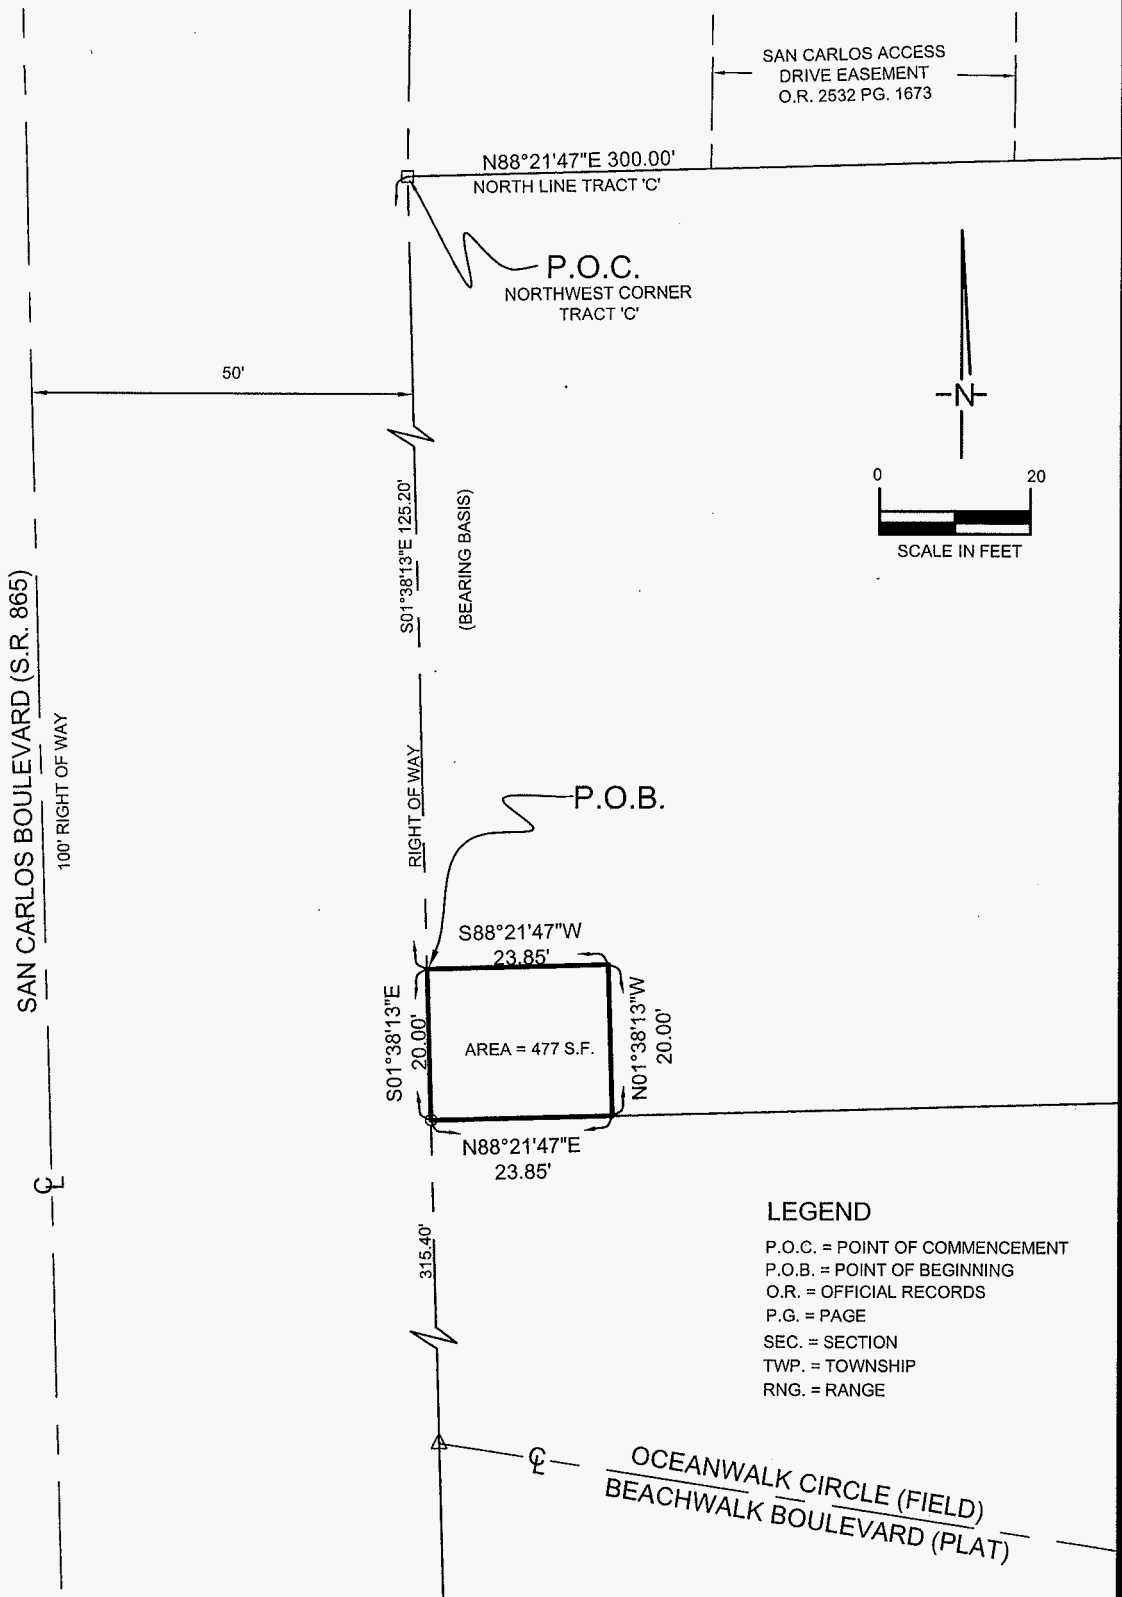 SAN CARLOS ACCESS
DRIVE EASEMENT
O.R. 2532 PG. 1673
N88°21'47"E 300.00'
NORTH LINE TRACT 'C'
P.O.C.
NORTHWEST CORNER
TRACT 'C'
50'
N
0 20
SCALE IN FEET
S01°38'13"E 125.20'
(BEARING BASIS)
SAN CARLOS BOULEVARD (S.R. 865)
100' RIGHT OF WAY
RIGHT OF WAY
P.O.B.
S88°21'47"W
23.85'
S01°38'13"E
20.00'
AREA = 477 S.F.
N01°38'13"W
20.00'
N88°21'47"E
23.85'
CL
315.40'
LEGEND
P.O.C. = POINT OF COMMENCEMENT
P.O.B. = POINT OF BEGINNING
O.R. = OFFICIAL RECORDS
P.G. = PAGE
SEC. = SECTION
TWP. = TOWNSHIP
RNG. = RANGE
CL
OCEANWALK CIRCLE (FIELD)
BEACHWALK BOULEVARD (PLAT)